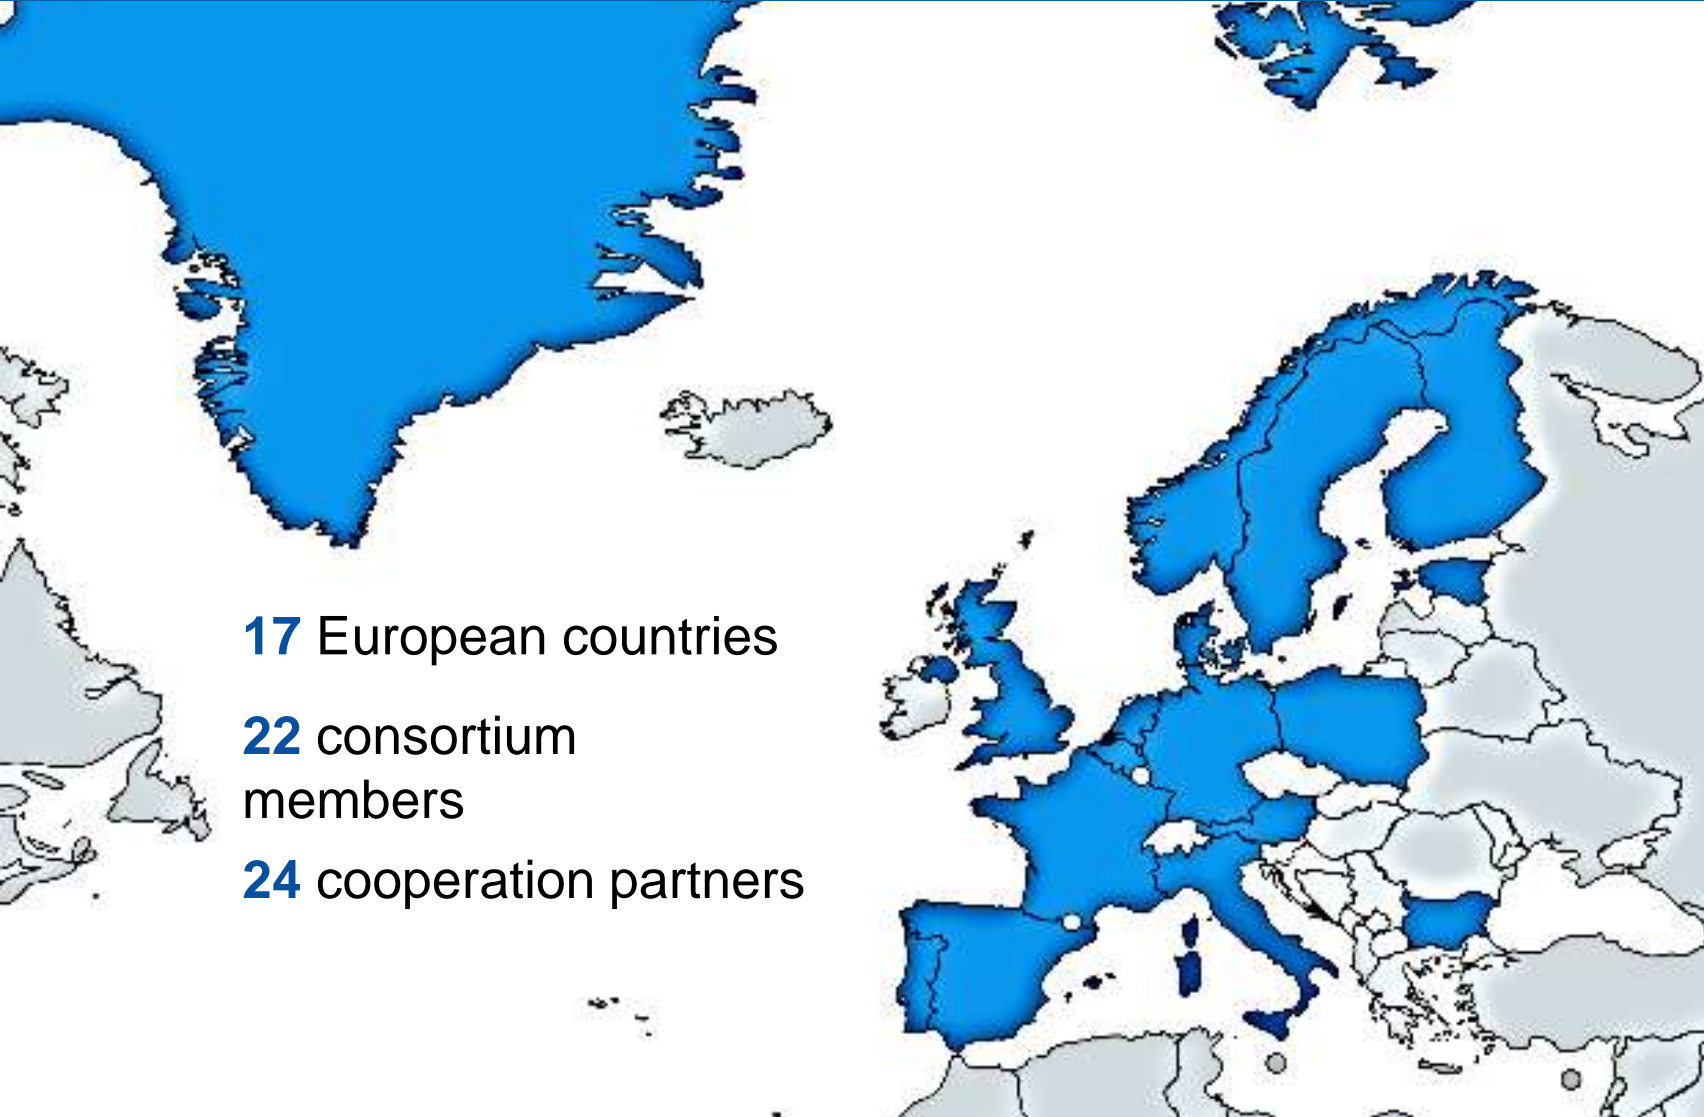 17 European countries
22 consortium
members
24 cooperation partners